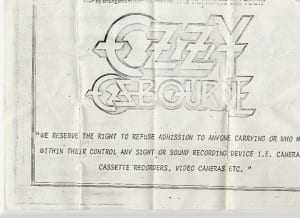 OZZY
OSBOURNE
"WE RESERVE THE RIGHT TO REFUSE ADMISSION TO ANYONE CARRYING OR WHO H
WITHIN THEIR CONTROL ANY SIGHT OR SOUND RECORDING DEVICE I.E. CAMERA
CASSETTE RECORDERS, VIDEO CAMERAS ETC. "